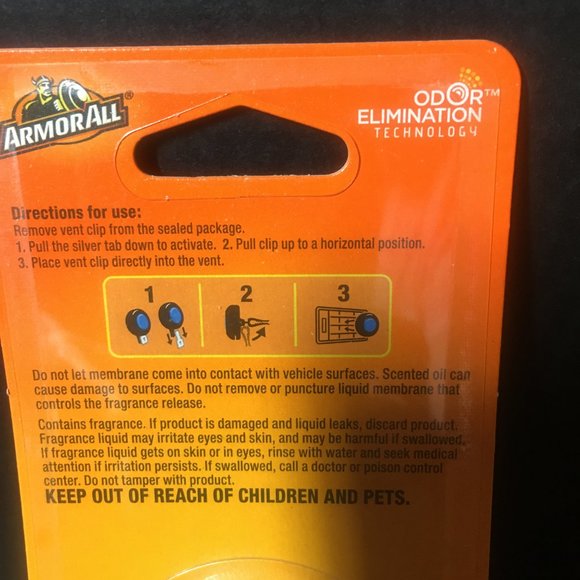 ARMORALL
ODOR™
ELIMINATION
TECHNOLOGY
Directions for use:
Remove vent clip from the sealed package.
1. Pull the silver tab down to activate. 2. Pull clip up to a horizontal position.
3. Place vent clip directly into the vent.
1 2 3
Do not let membrane come into contact with vehicle surfaces. Scented oil can
cause damage to surfaces. Do not remove or puncture liquid membrane that
controls the fragrance release.
Contains fragrance. If product is damaged and liquid leaks, discard product.
Fragrance liquid may irritate eyes and skin, and may be harmful if swallowed.
If fragrance liquid gets on skin or in eyes, rinse with water and seek medical
attention if irritation persists. If swallowed, call a doctor or poison control
center. Do not tamper with product.
KEEP OUT OF REACH OF CHILDREN AND PETS.